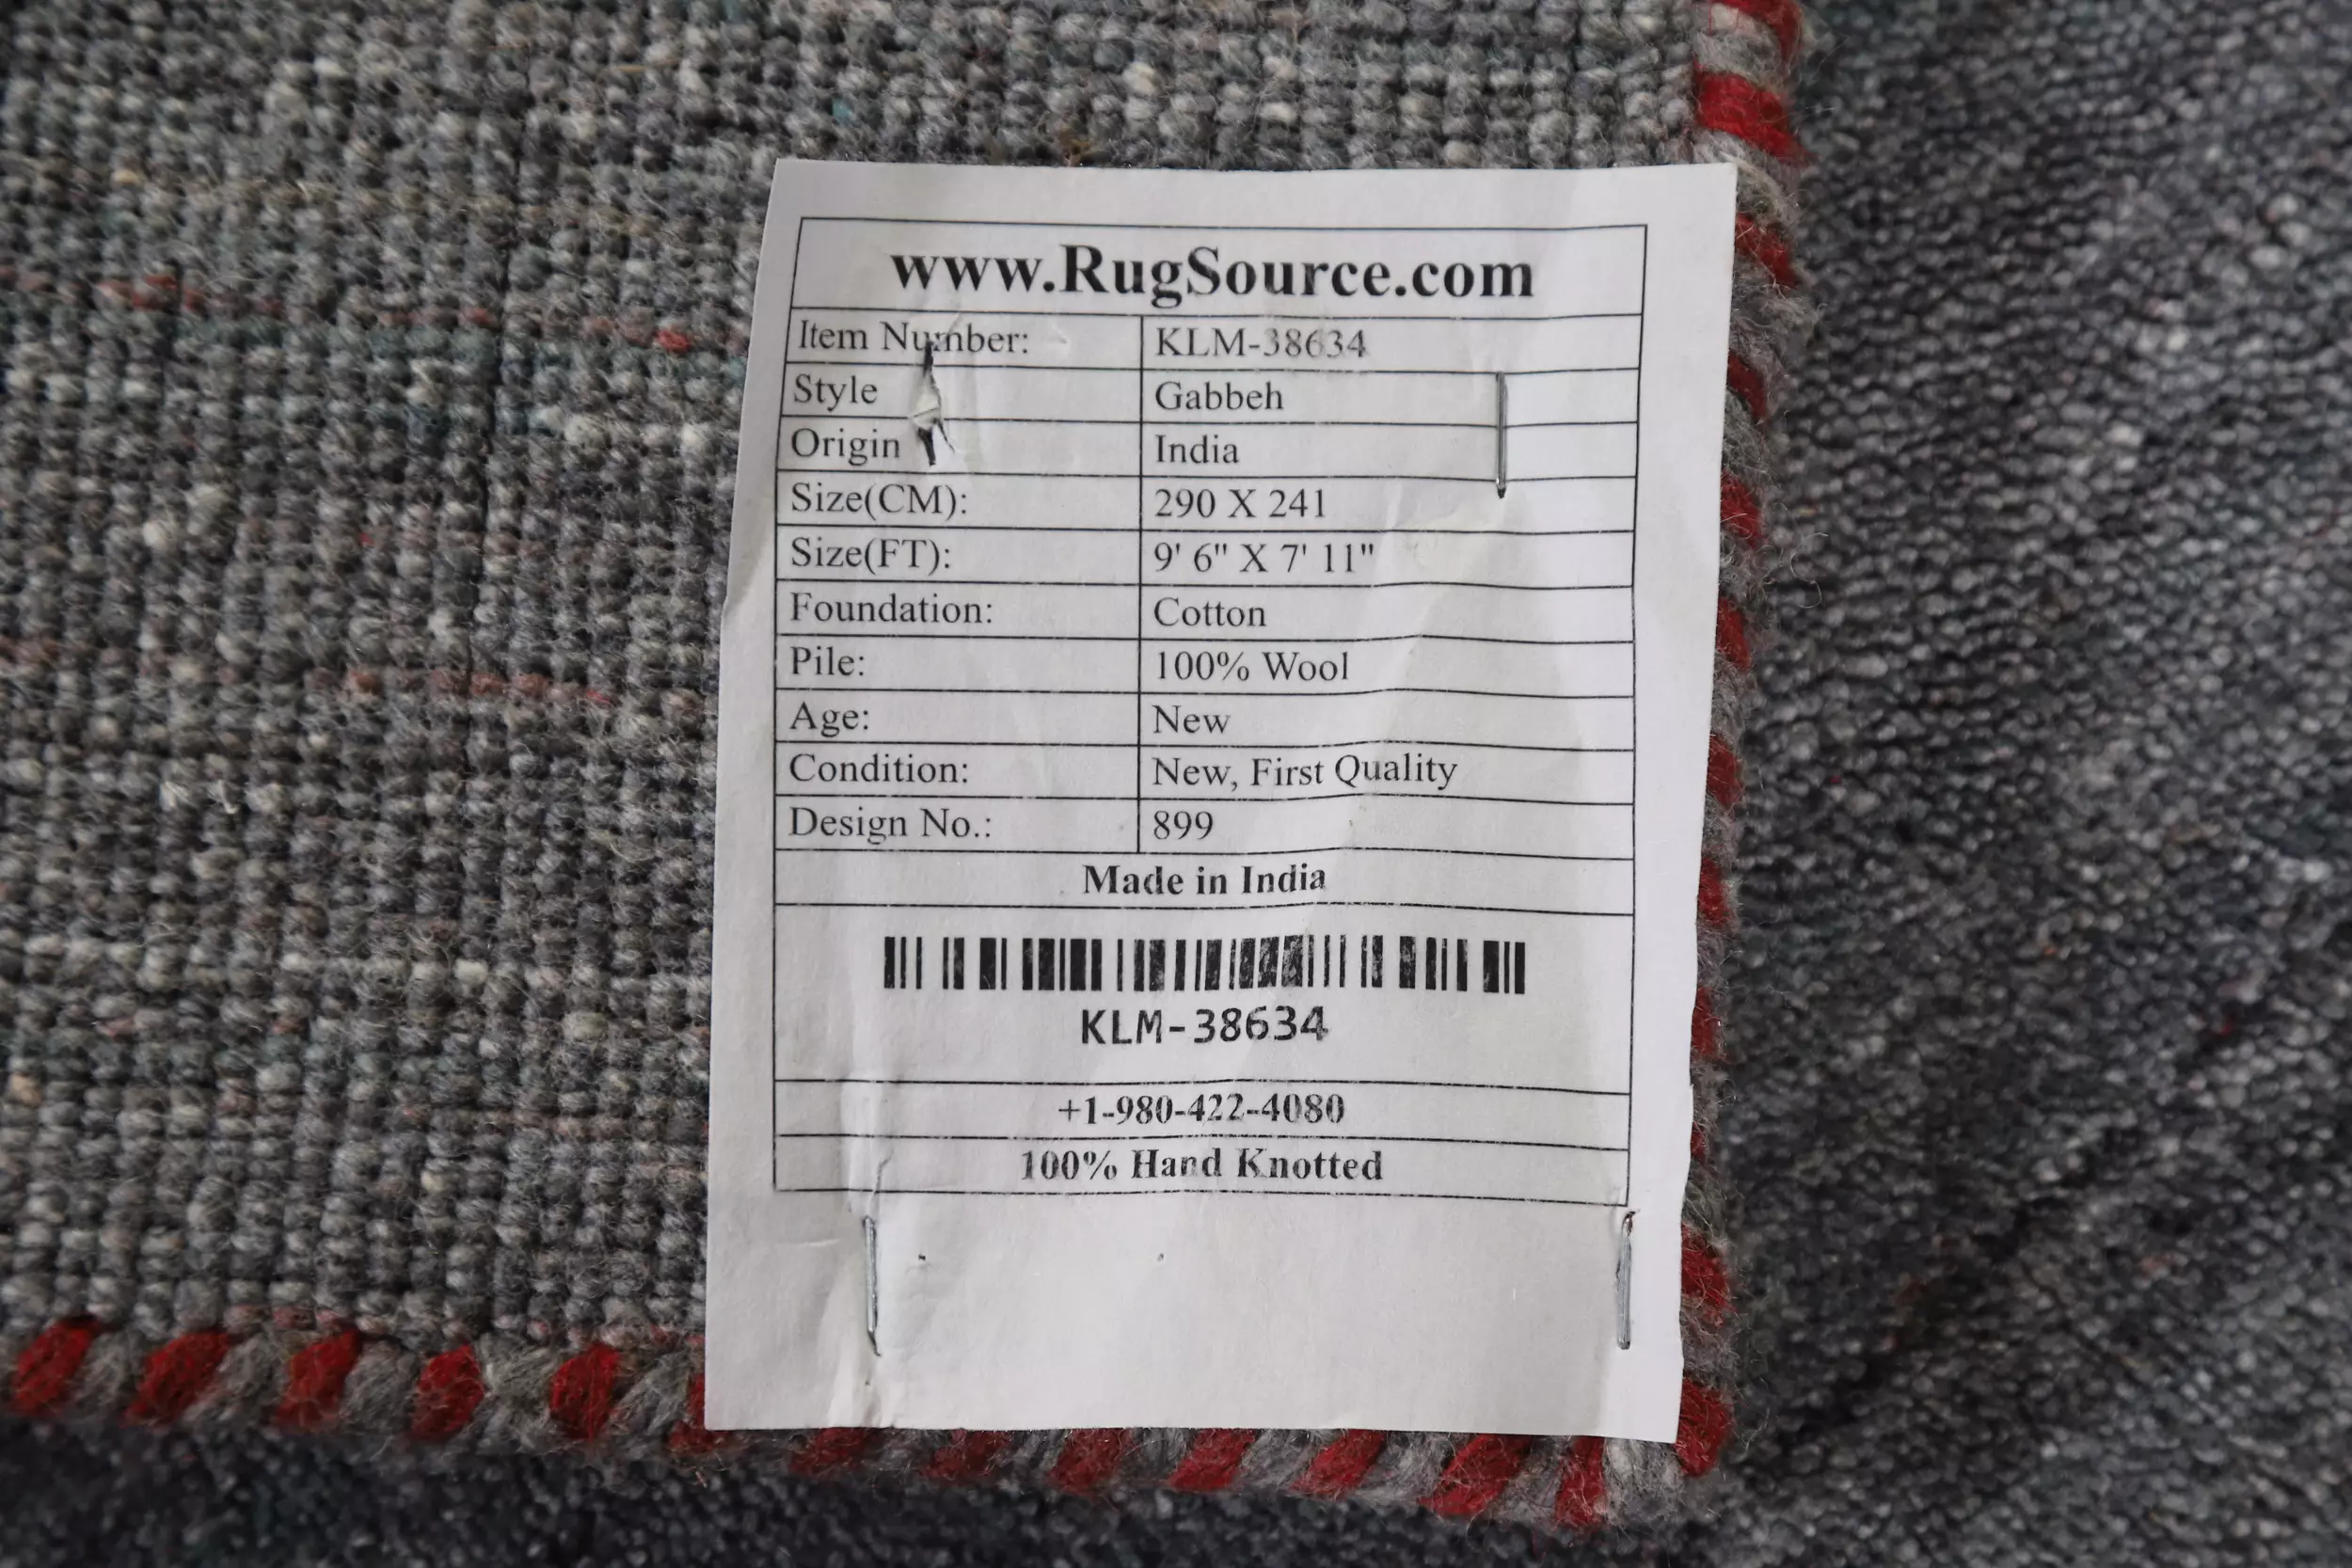 www.RugSource.com
Item Number: KLM-38634
Style Gabbeh
Origin India
Size(CM): 290 X 241
Size(FT): 9' 6" X 7' 11"
Foundation: Cotton
Pile: 100% Wool
Age: New
Condition: New, First Quality
Design No.: 899
Made in India
KLM-38634
+1-980-422-4080
100% Hand Knotted